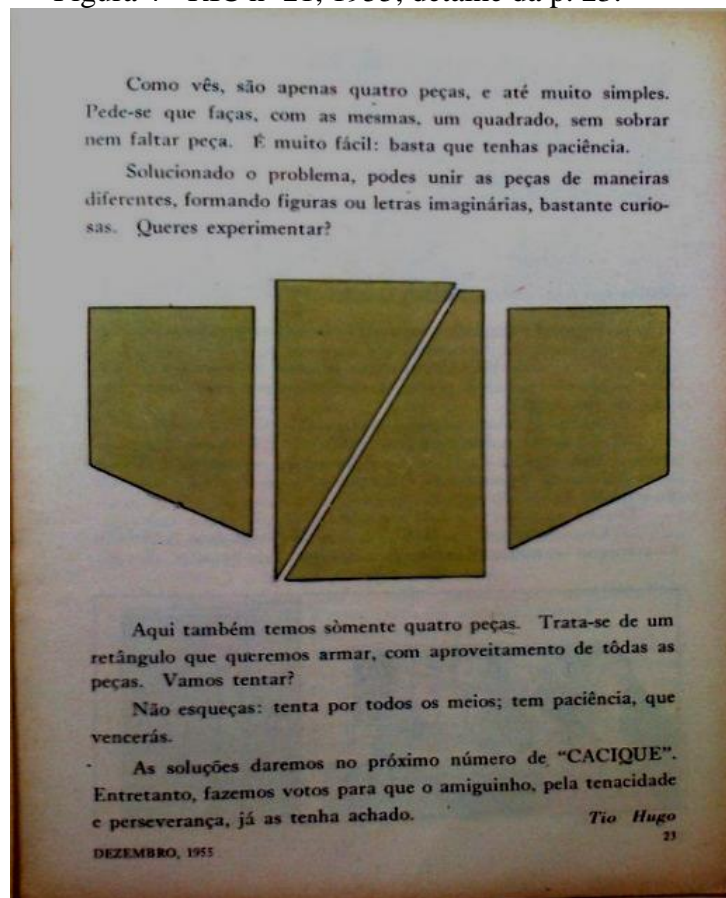 Como vês, são apenas quatro peças, e até muito simples.
Pede-se que faças, com as mesmas, um quadrado, sem sobrar
nem faltar peça. É muito fácil: basta que tenhas paciência.
Solucionado o problema, podes unir as peças de maneiras
diferentes, formando figuras ou letras imaginárias, bastante curio-
sas. Queres experimentar?
Aqui também temos sòmente quatro peças. Trata-se de um
retângulo que queremos armar, com aproveitamento de tôdas as
peças. Vamos tentar?
Não esqueças: tenta por todos os meios; tem paciência, que
vencerás.
As soluções daremos no próximo número de "CACIQUE".
Entretanto, fazemos votos para que o amiguinho, pela tenacidade
e perseverança, já as tenha achado. Tio Hugo
23
DEZEMBRO, 1955